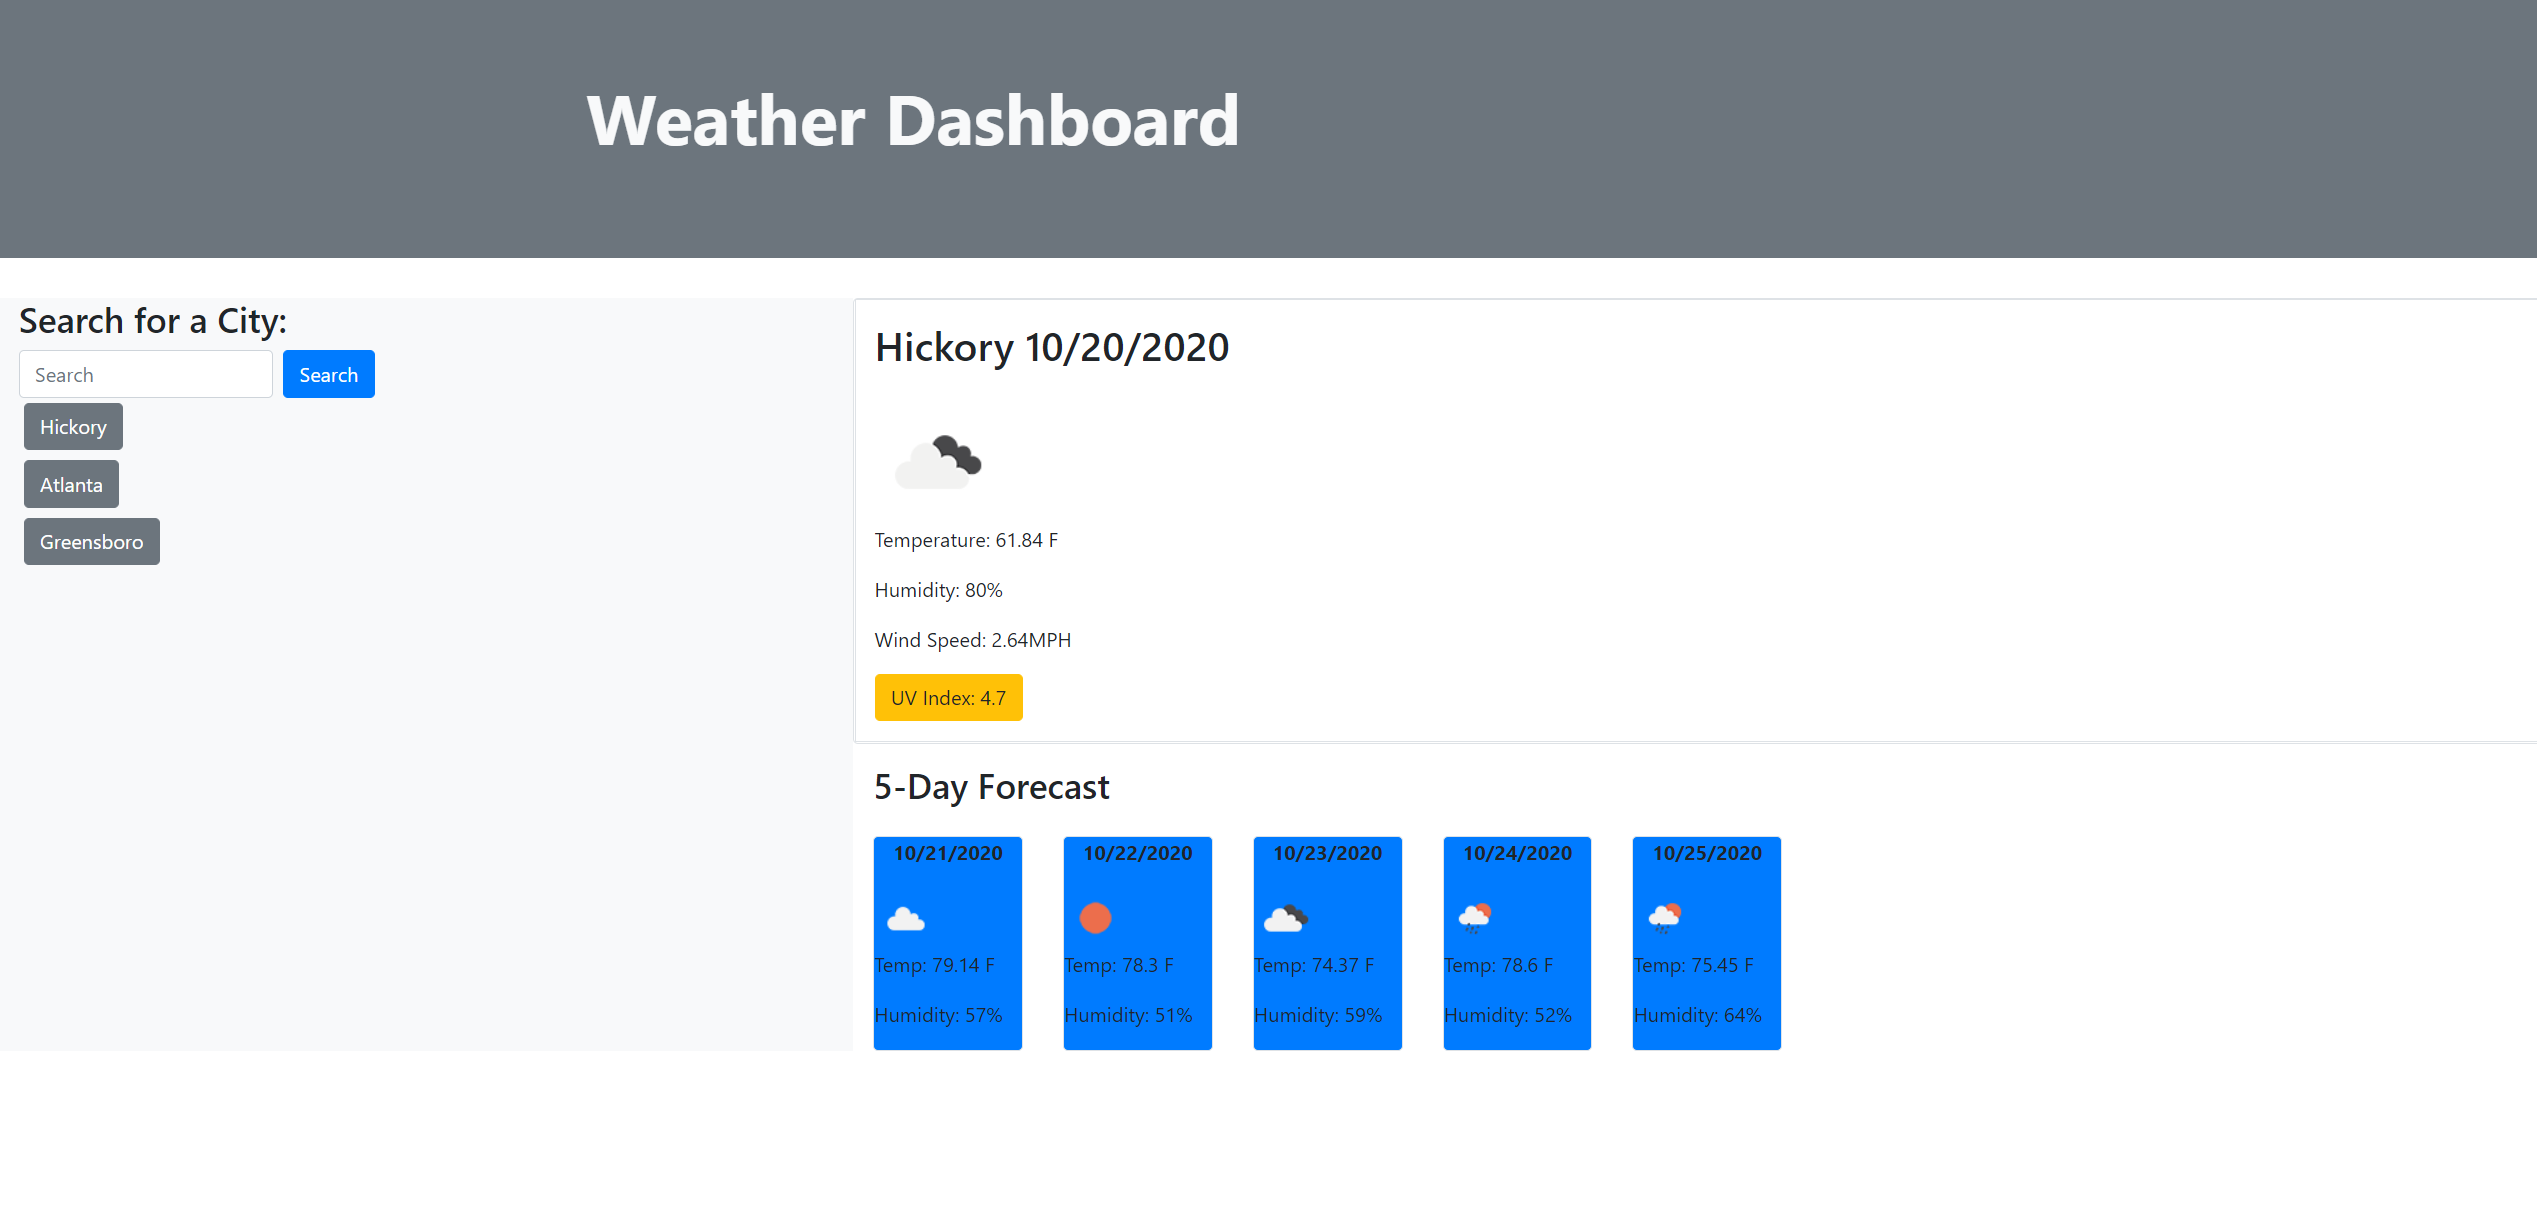 Weather Dashboard
Search for a City:
Search
Search
Hickory
Atlanta
Greensboro
Hickory 10/20/2020
Temperature: 61.84 F
Humidity: 80%
Wind Speed: 2.64MPH
UV Index: 4.7
5-Day Forecast
10/21/2020
Temp: 79.14 F
Humidity: 57%
10/22/2020
Temp: 78.3 F
Humidity: 51%
10/23/2020
Temp: 74.37 F
Humidity: 59%
10/24/2020
Temp: 78.6 F
Humidity: 52%
10/25/2020
Temp: 75.45 F
Humidity: 64%